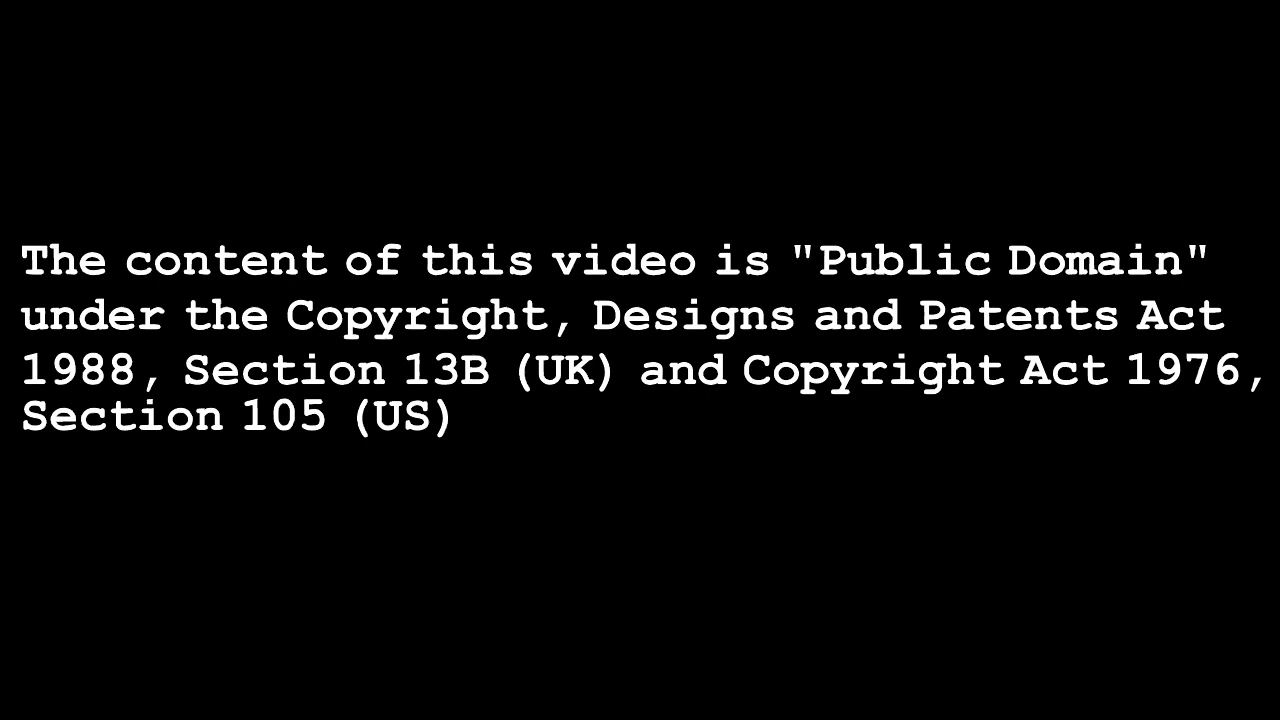 The content of this video is "Public Domain"
under the Copyright, Designs and Patents Act
1988, Section 13B (UK) and Copyright Act 1976,
Section 105 (US)